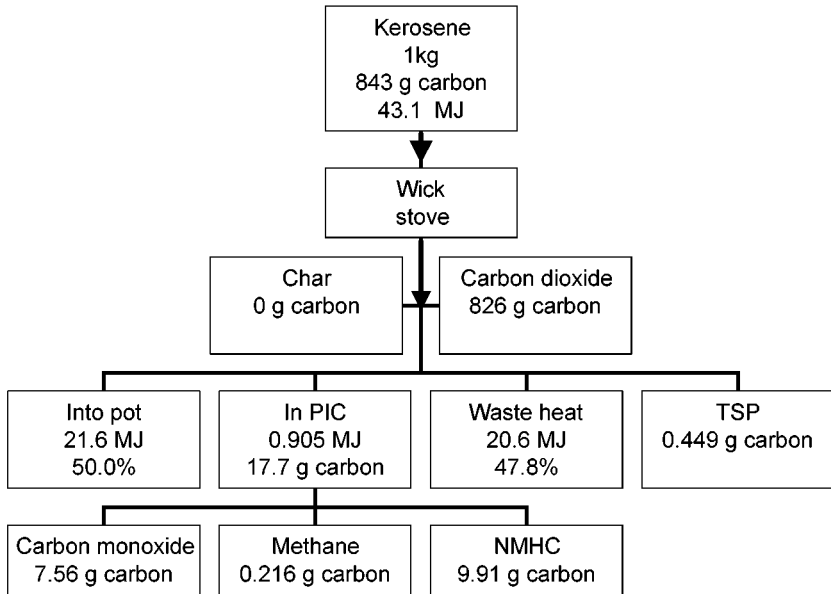 Kerosene
1kg
843 g carbon
43.1 MJ
Wick
stove
Char
0 g carbon
Carbon dioxide
826 g carbon
Into pot
21.6 MJ
50.0%
In PIC
0.905 MJ
17.7 g carbon
Waste heat
20.6 MJ
47.8%
TSP
0.449 g carbon
Carbon monoxide
7.56 g carbon
Methane
0.216 g carbon
NMHC
9.91 g carbon